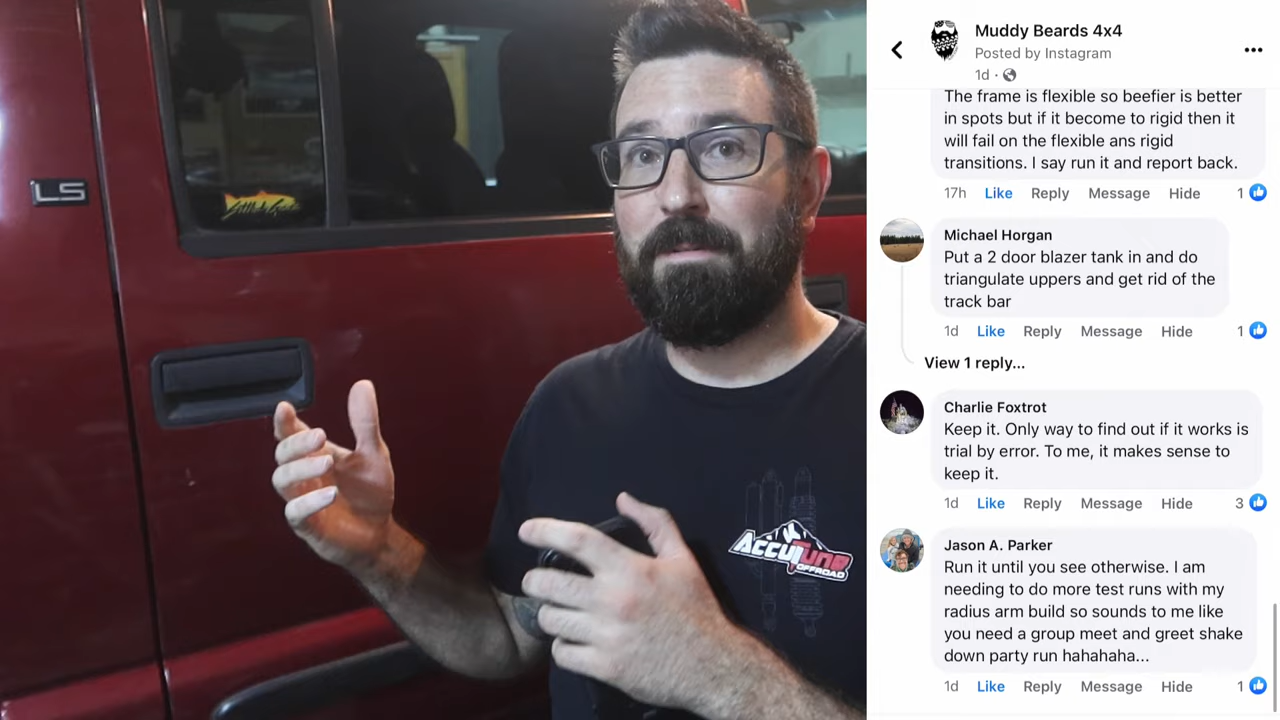 LS
ACCUTUNE
OFFROAD
Muddy Beards 4x4
Posted by Instagram
1d
The frame is flexible so beefier is better
in spots but if it become to rigid then it
will fail on the flexible ans rigid
transitions. I say run it and report back.
17h Like Reply Message Hide 1
Michael Horgan
Put a 2 door blazer tank in and do
triangulate uppers and get rid of the
track bar
1d Like Reply Message Hide 1
View 1 reply...
Charlie Foxtrot
Keep it. Only way to find out if it works is
trial by error. To me, it makes sense to
keep it.
1d Like Reply Message Hide 3
Jason A. Parker
Run it until you see otherwise. I am
needing to do more test runs with my
radius arm build so sounds to me like
you need a group meet and greet shake
down party run hahahaha...
1d Like Reply Message Hide 1